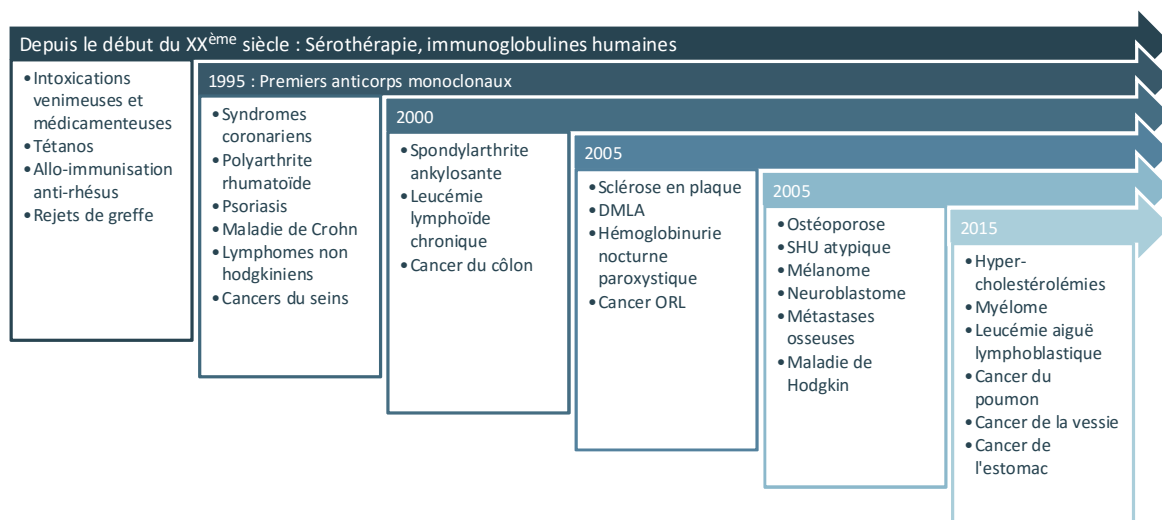 Depuis le début du XXème siècle : Sérothérapie, immunoglobulines humaines
•Intoxications
venimeuses et
médicamenteuses
•Tétanos
•Allo-immunisation
anti-rhésus
•Rejets de greffe
1995 : Premiers anticorps monoclonaux
•Syndromes
coronariens
•Polyarthrite
rhumatoïde
•Psoriasis
•Maladie de Crohn
•Lymphomes non
hodgkiniens
•Cancers du seins
2000
•Spondylarthrite
ankylosante
•Leucémie
lymphoïde
chronique
•Cancer du côlon
2005
•Sclérose en plaque
•DMLA
•Hémoglobinurie
nocturne
paroxystique
•Cancer ORL
2005
•Ostéoporose
•SHU atypique
•Mélanome
•Neuroblastome
•Métastases
osseuses
•Maladie de
Hodgkin
2015
•Hyper-
cholestérolémies
•Myélome
•Leucémie aiguë
lymphoblastique
•Cancer du
poumon
•Cancer de la vessie
•Cancer de
l'estomac